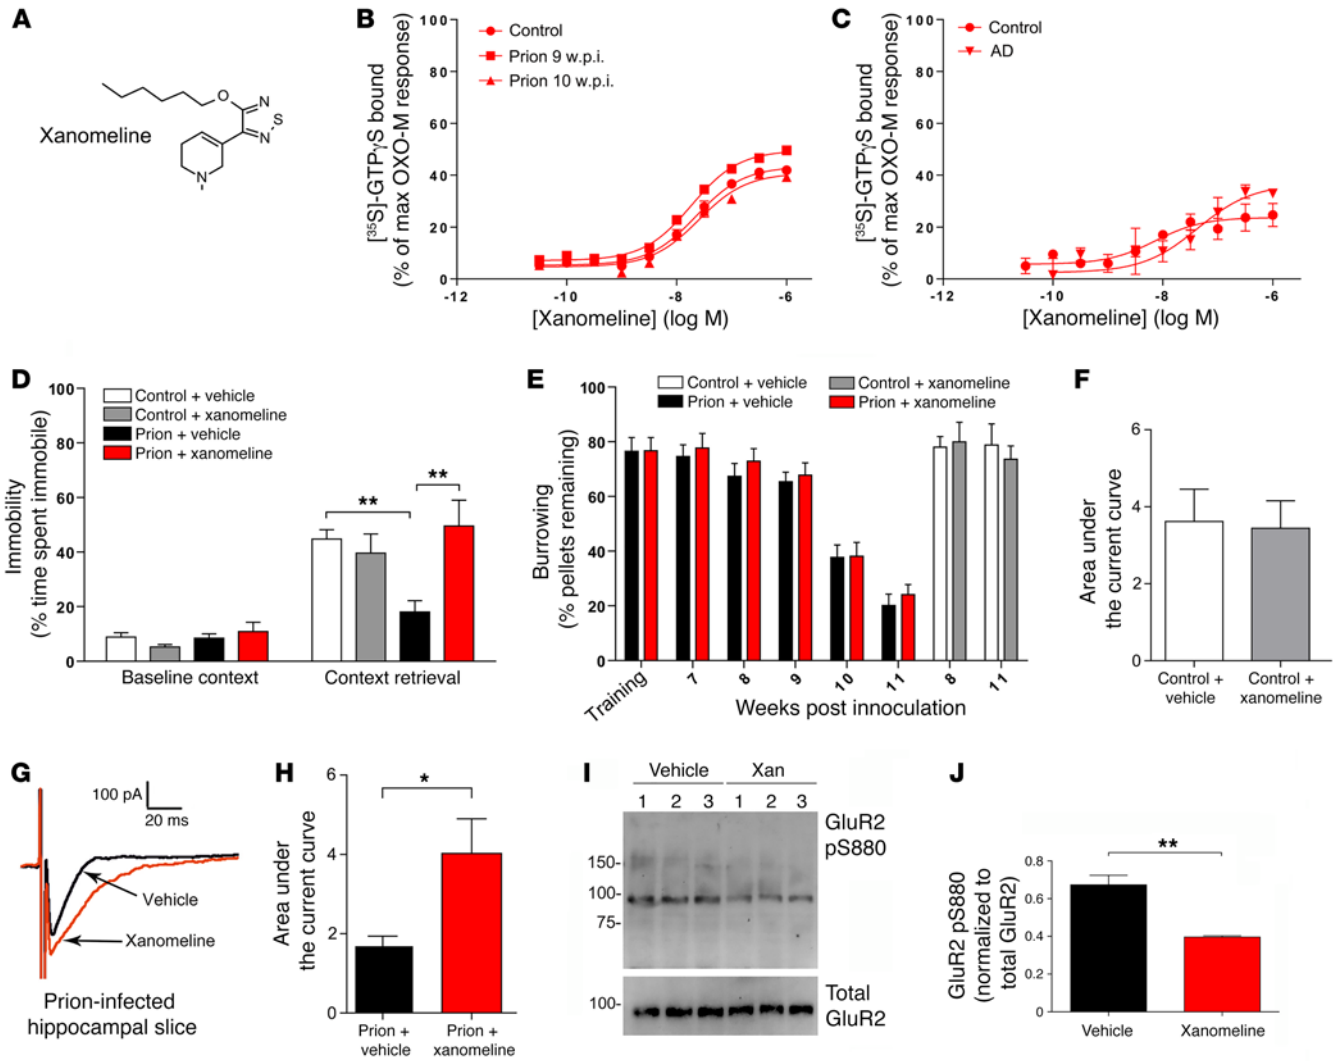 A
Xanomeline
O
N
S
N
N
B
[³⁵S]-GTPγS bound
(% of max OXO-M response)
100
80
60
40
20
0
Control
Prion 9 w.p.i.
Prion 10 w.p.i.
-12
-10
-8
-6
[Xanomeline] (log M)
C
[³⁵S]-GTPγS bound
(% of max OXO-M response)
100
80
60
40
20
0
Control
AD
-12
-10
-8
-6
[Xanomeline] (log M)
D
Immobility
(% time spent immobile)
100
80
60
40
20
0
Control + vehicle
Control + xanomeline
Prion + vehicle
Prion + xanomeline
**
**
Baseline context
Context retrieval
E
Burrowing
(% pellets remaining)
100
80
60
40
20
0
Control + vehicle
Prion + vehicle
Control + xanomeline
Prion + xanomeline
Training
7
8
9
10
11
8
11
Weeks post innoculation
F
Area under
the current curve
6
4
2
0
Control +
vehicle
Control +
xanomeline
G
100 pA
20 ms
Vehicle
Xanomeline
Prion-infected
hippocampal slice
H
Area under
the current curve
6
4
2
0
*
Prion +
vehicle
Prion +
xanomeline
I
Vehicle
Xan
1 2 3 1 2 3
150-
100-
75-
GluR2
pS880
100-
Total
GluR2
J
GluR2 pS880
(normalized to
total GluR2)
0.8
0.6
0.4
0.2
0
**
Vehicle
Xanomeline